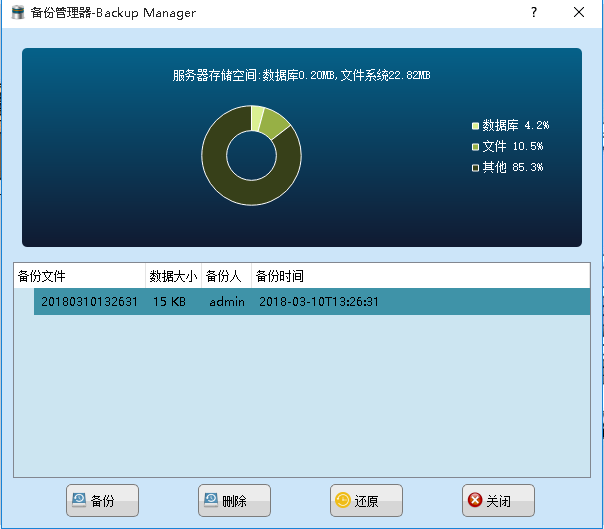 备份管理器-Backup Manager
服务器存储空间:数据库0.20MB,文件系统22.82MB
数据库 4.2%
文件 10.5%
其他 85.3%
备份文件 数据大小 备份人 备份时间
20180310132631 15 KB admin 2018-03-10T13:26:31
备份 删除 还原 关闭